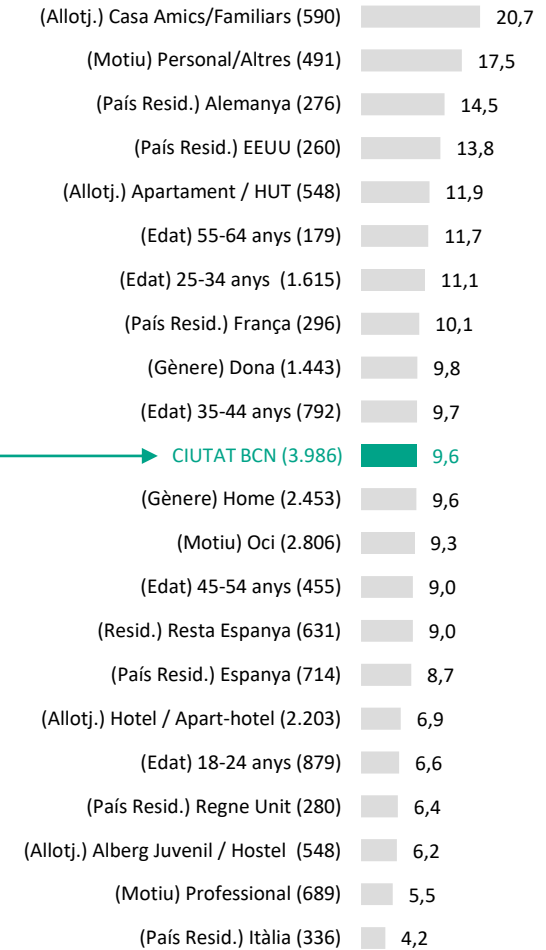 (Allotj.) Casa Amics/Familiars (590) 20,7
(Motiu) Personal/Altres (491) 17,5
(País Resid.) Alemanya (276) 14,5
(País Resid.) EEUU (260) 13,8
(Allotj.) Apartament / HUT (548) 11,9
(Edat) 55-64 anys (179) 11,7
(Edat) 25-34 anys (1.615) 11,1
(País Resid.) França (296) 10,1
(Gènere) Dona (1.443) 9,8
(Edat) 35-44 anys (792) 9,7
CIUTAT BCN (3.986) 9,6
(Gènere) Home (2.453) 9,6
(Motiu) Oci (2.806) 9,3
(Edat) 45-54 anys (455) 9,0
(Resid.) Resta Espanya (631) 9,0
(País Resid.) Espanya (714) 8,7
(Allotj.) Hotel / Apart-hotel (2.203) 6,9
(Edat) 18-24 anys (879) 6,6
(País Resid.) Regne Unit (280) 6,4
(Allotj.) Alberg Juvenil / Hostel (548) 6,2
(Motiu) Professional (689) 5,5
(País Resid.) Itàlia (336) 4,2